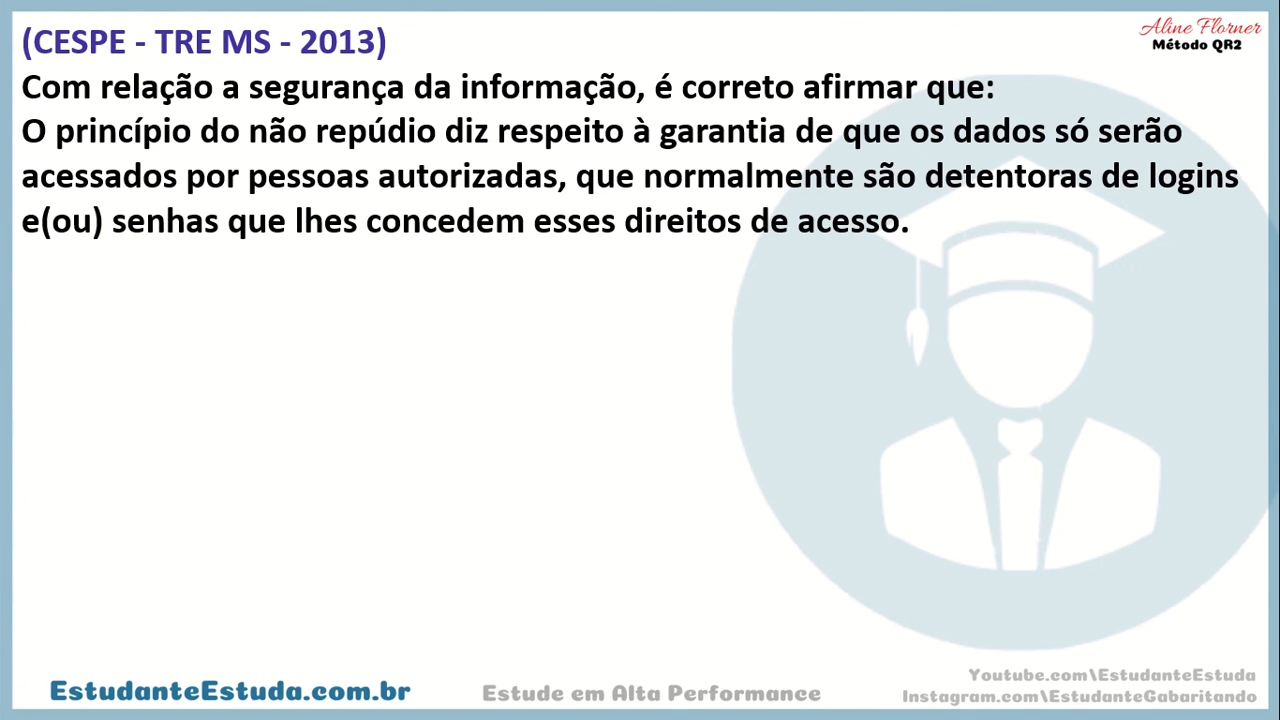 (CESPE - TRE MS - 2013)
Aline Florner
Método QR2
Com relação a segurança da informação, é correto afirmar que:
O princípio do não repúdio diz respeito à garantia de que os dados só serão
acessados por pessoas autorizadas, que normalmente são detentoras de logins
e(ou) senhas que lhes concedem esses direitos de acesso.
EstudanteEstuda.com.br
Estude em Alta Performance
Youtube.com\EstudanteEstuda
Instagram.com\EstudanteGabaritando